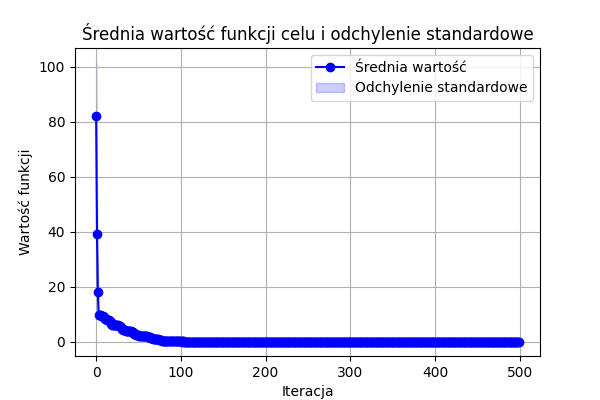 Średnia wartość funkcji celu i odchylenie standardowe
Średnia wartość
Odchylenie standardowe
Wartość funkcji
100
80
60
40
20
0
0 100 200 300 400 500
Iteracja